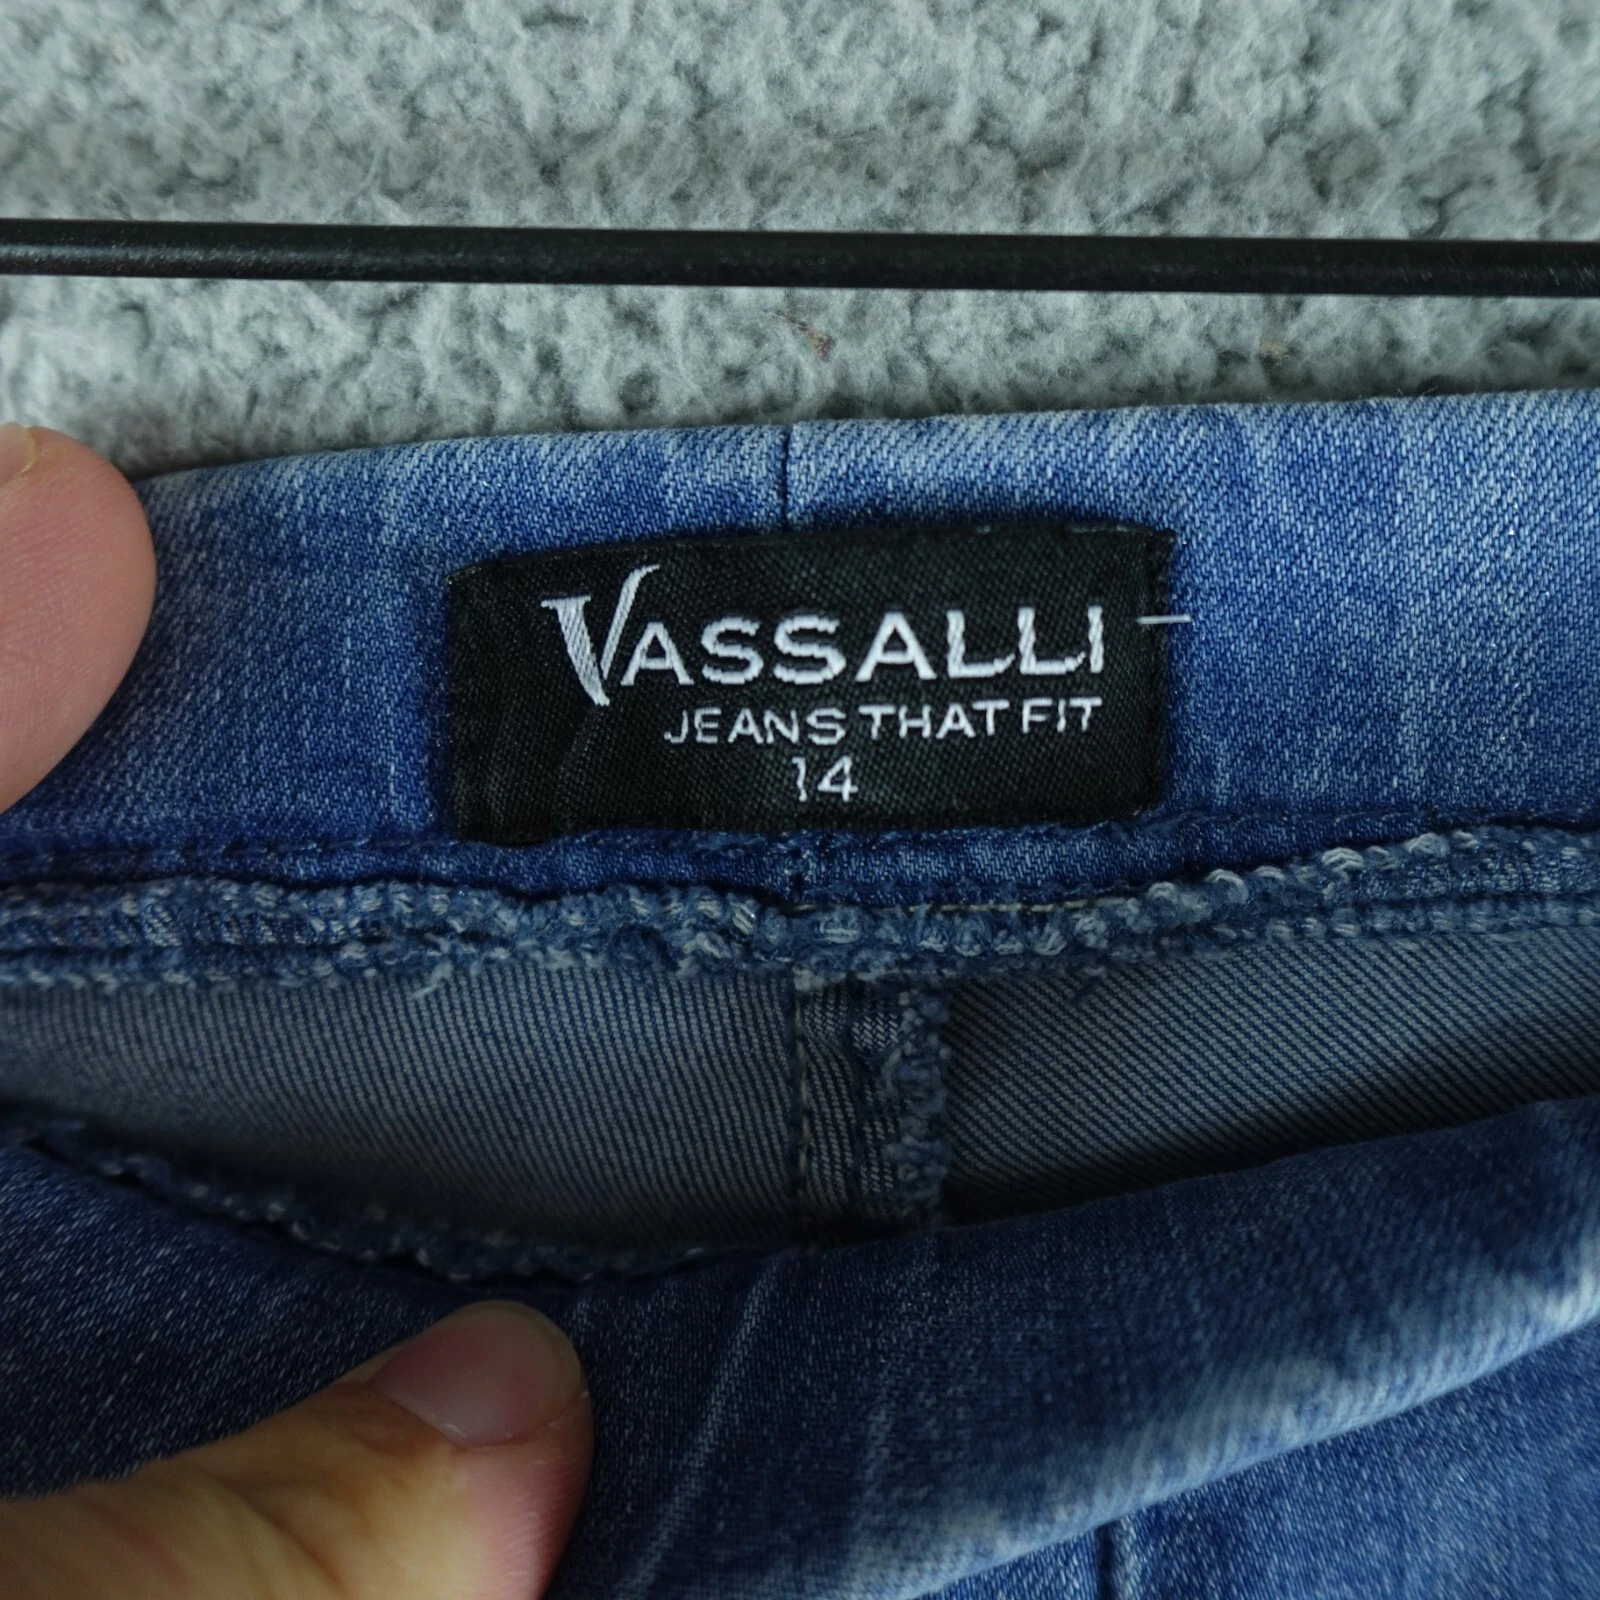 VASSALLI
JEANS THAT FIT
14